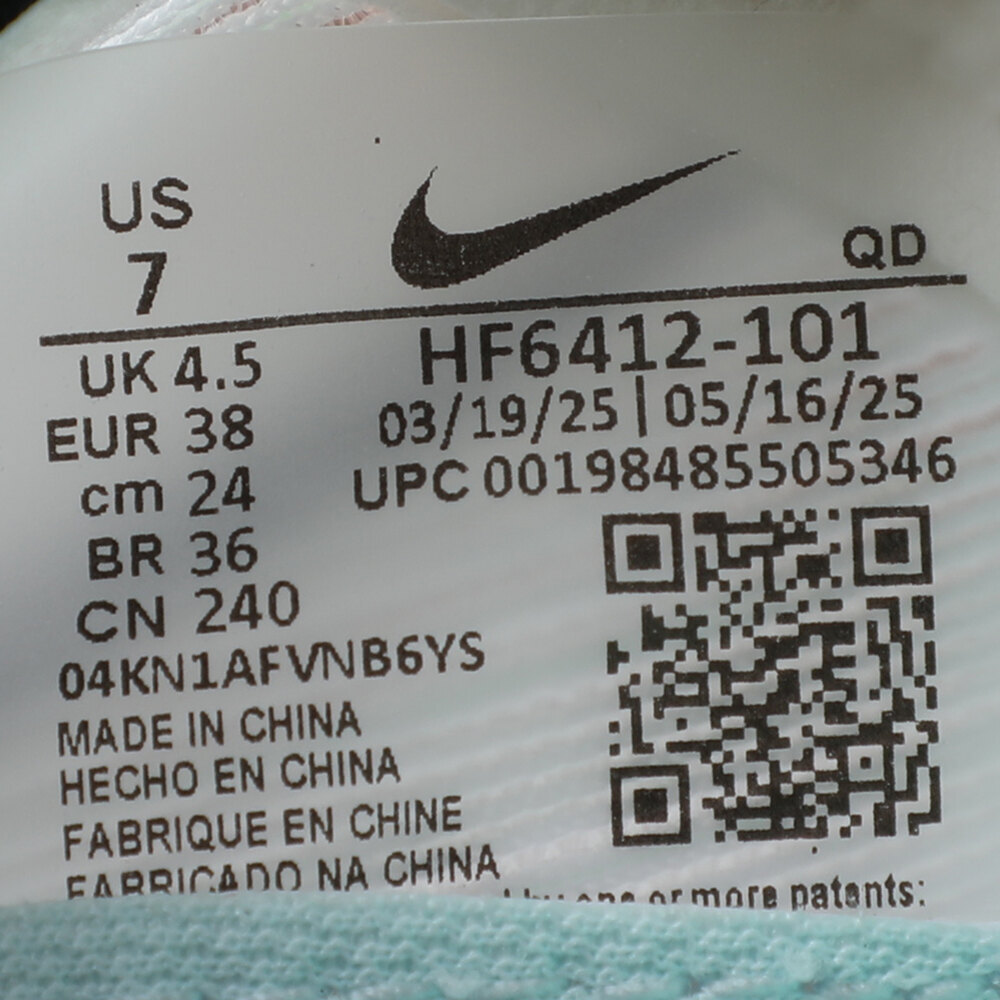 US
7
QD
UK 4.5
HF6412-101
EUR 38
03/19/25 | 05/16/25
cm 24
UPC 00198485505346
BR 36
CN 240
04KN1AFVNB6YS
MADE IN CHINA
HECHO EN CHINA
FABRIQUE EN CHINE
FABRICADO NA CHINA
by one or more patents: